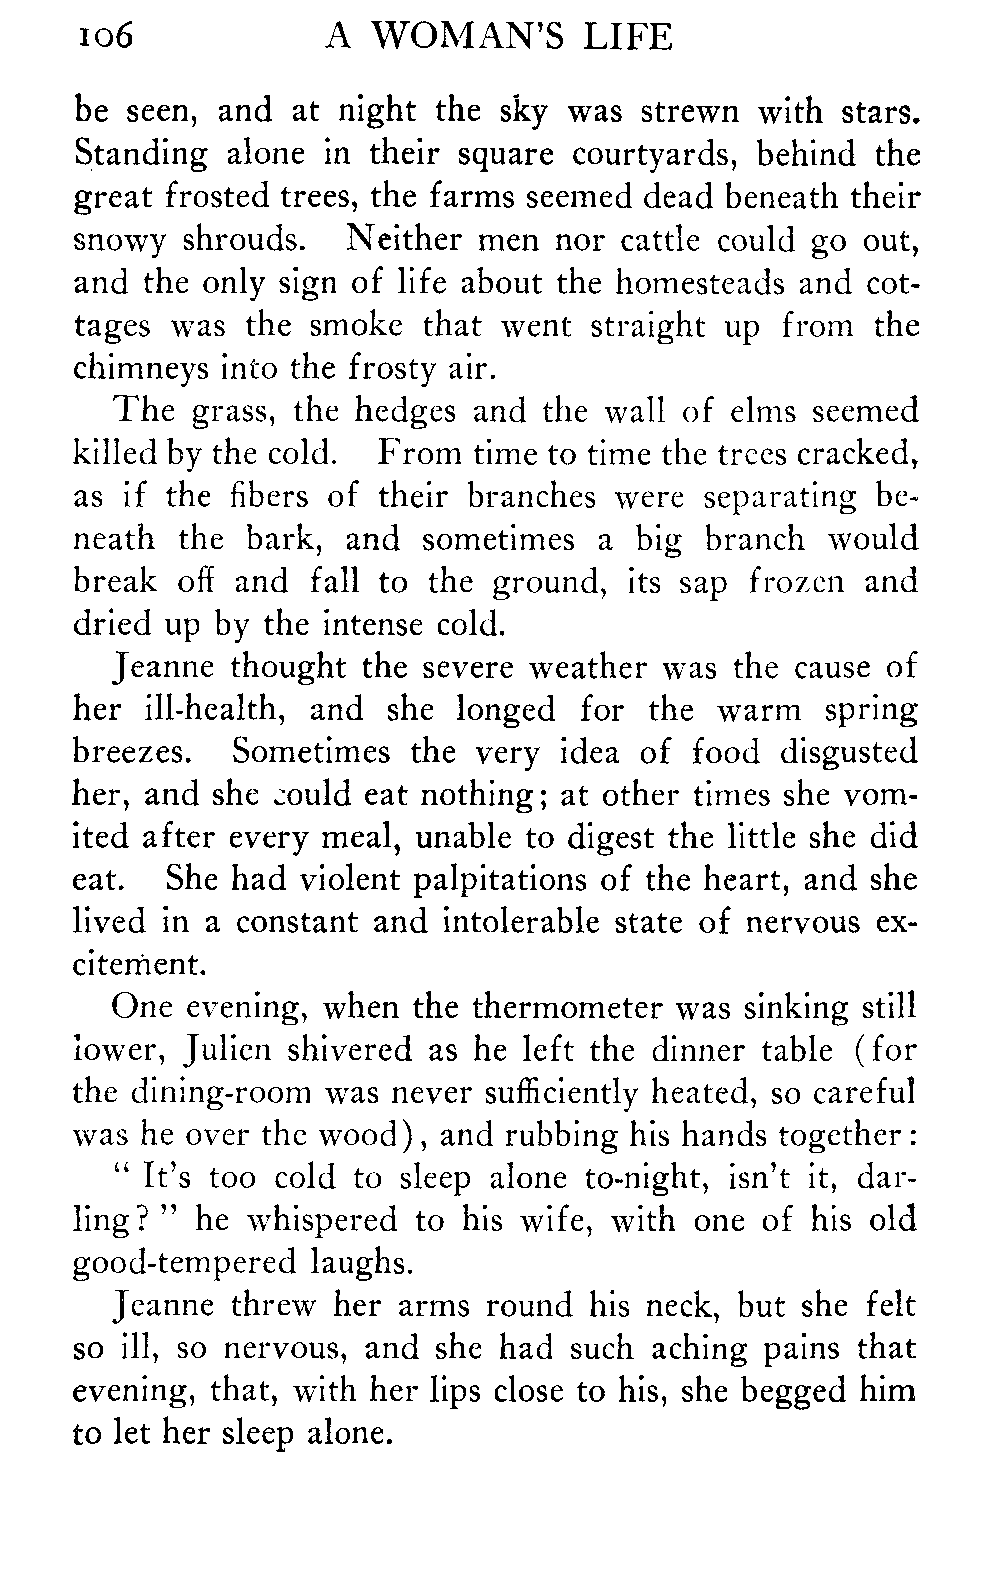 106 A WOMAN'S LIFE
be seen, and at night the sky was strewn with stars.
Standing alone in their square courtyards, behind the
great frosted trees, the farms seemed dead beneath their
snowy shrouds. Neither men nor cattle could go out,
and the only sign of life about the homesteads and cot-
tages was the smoke that went straight up from the
chimneys into the frosty air.
The grass, the hedges and the wall of elms seemed
killed by the cold. From time to time the trees cracked,
as if the fibers of their branches were separating be-
neath the bark, and sometimes a big branch would
break off and fall to the ground, its sap frozen and
dried up by the intense cold.
Jeanne thought the severe weather was the cause of
her ill-health, and she longed for the warm spring
breezes. Sometimes the very idea of food disgusted
her, and she could eat nothing; at other times she vom-
ited after every meal, unable to digest the little she did
eat. She had violent palpitations of the heart, and she
lived in a constant and intolerable state of nervous ex-
citement.
One evening, when the thermometer was sinking still
lower, Julien shivered as he left the dinner table (for
the dining-room was never sufficiently heated, so careful
was he over the wood), and rubbing his hands together:
" It's too cold to sleep alone to-night, isn't it, dar-
ling? " he whispered to his wife, with one of his old
good-tempered laughs.
Jeanne threw her arms round his neck, but she felt
so ill, so nervous, and she had such aching pains that
evening, that, with her lips close to his, she begged him
to let her sleep alone.